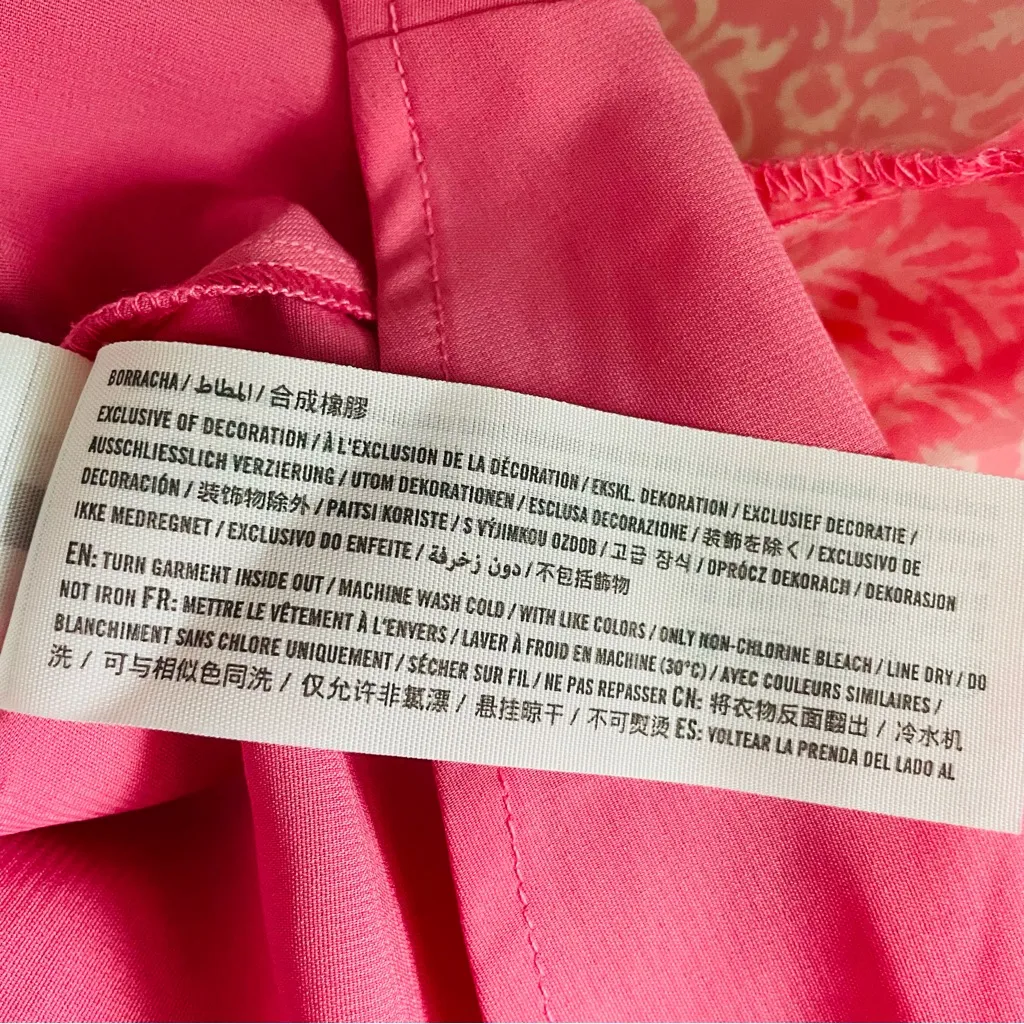 BORRACHA / المطاط / 合成橡膠
EXCLUSIVE OF DECORATION / À L'EXCLUSION DE LA DÉCORATION / EKSKL. DEKORATION / EXCLUSIEF DECORATIE /
AUSSCHLIESSLICH VERZIERUNG / UTOM DEKORATIONEN / ESCLUSA DECORAZIONE / 装飾を除く / EXCLUSIVO DE
DECORACIÓN / 装饰物除外 / PAITSI KORISTE / S VÝJIMKOU OZDOB / 고급 장식 / OPRÓCZ DEKORACJI / DEKORASJON
IKKE MEDREGNET / EXCLUSIVO DO ENFEITE / دون زخرفة / 不包括飾物
EN: TURN GARMENT INSIDE OUT / MACHINE WASH COLD / WITH LIKE COLORS / ONLY NON-CHLORINE BLEACH / LINE DRY / DO
NOT IRON FR: METTRE LE VÊTEMENT À L'ENVERS / LAVER À FROID EN MACHINE (30°C) / AVEC COULEURS SIMILAIRES /
BLANCHIMENT SANS CHLORE UNIQUEMENT / SÉCHER SUR FIL / NE PAS REPASSER CN: 将衣物反面翻出 / 冷水机
洗 / 可与相似色同洗 / 仅允许非氯漂 / 悬挂晾干 / 不可熨烫 ES: VOLTEAR LA PRENDA DEL LADO AL